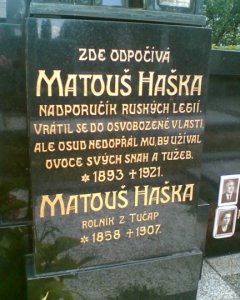 ZDE ODPOČÍVÁ
MATOUŠ HAŠKA
NADPORUČÍK RUSKÝCH LEGIÍ.
VRÁTIL SE DO OSVOBOZENÉ VLASTI,
ALE OSUD NEDOPŘÁL MU, BY UŽÍVAL
OVOCE SVÝCH SNAH A TUŽEB.
* 1893 † 1921.
MATOUŠ HAŠKA
ROLNÍK Z TUČAP
* 1858 † 1907.